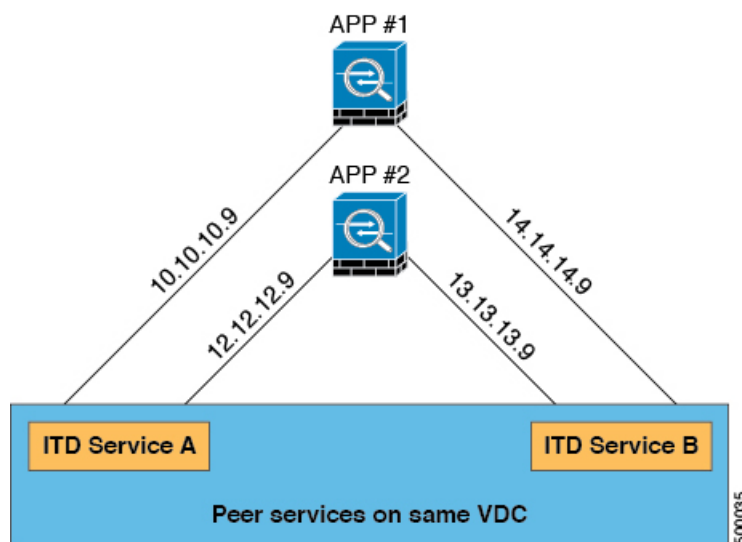 APP #1
APP #2
10.10.10.9
14.14.14.9
12.12.12.9
13.13.13.9
ITD Service A
ITD Service B
Peer services on same VDC
500035